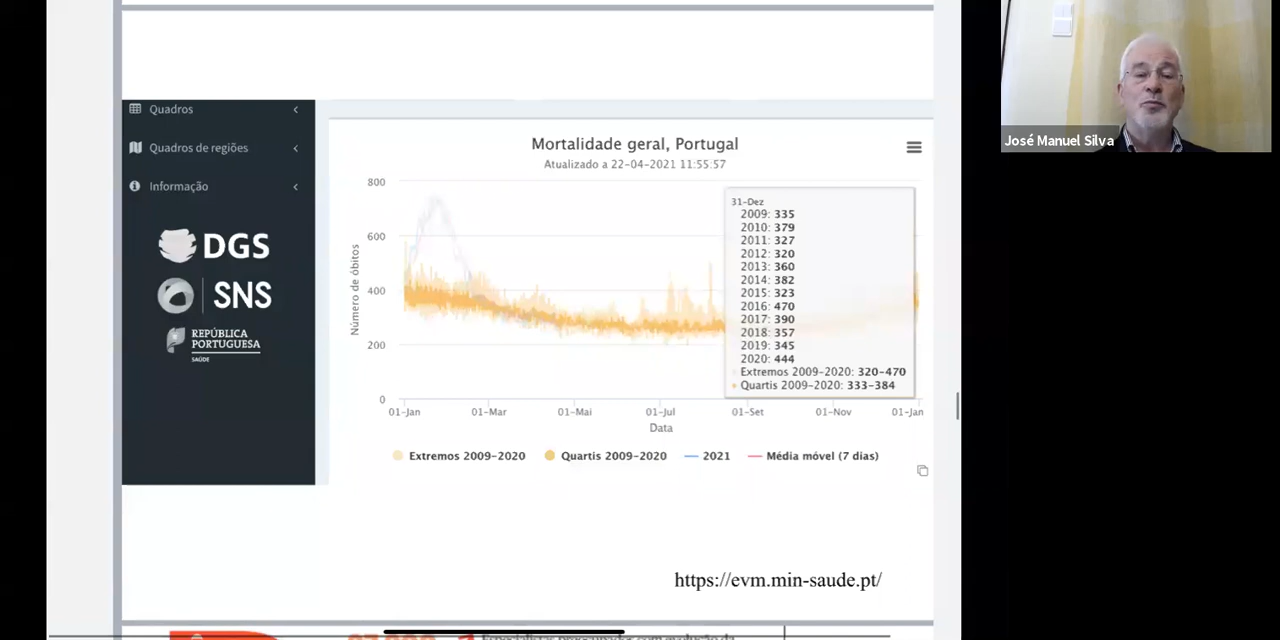 Quadros
Quadros de regiões
Informação
DGS
SNS
REPÚBLICA
PORTUGUESA
SAÚDE
Mortalidade geral, Portugal
Atualizado a 22-04-2021 11:55:57
Número de óbitos
800
600
400
200
0
31-Dez
2009: 335
2010: 379
2011: 327
2012: 320
2013: 360
2014: 382
2015: 323
2016: 470
2017: 390
2018: 357
2019: 345
2020: 444
Extremos 2009-2020: 320-470
Quartis 2009-2020: 333-384
01-Jan 01-Mar 01-Mai 01-Jul 01-Set 01-Nov 01-Jan
Data
Extremos 2009-2020 Quartis 2009-2020 2021 Média móvel (7 dias)
https://evm.min-saude.pt/
José Manuel Silva